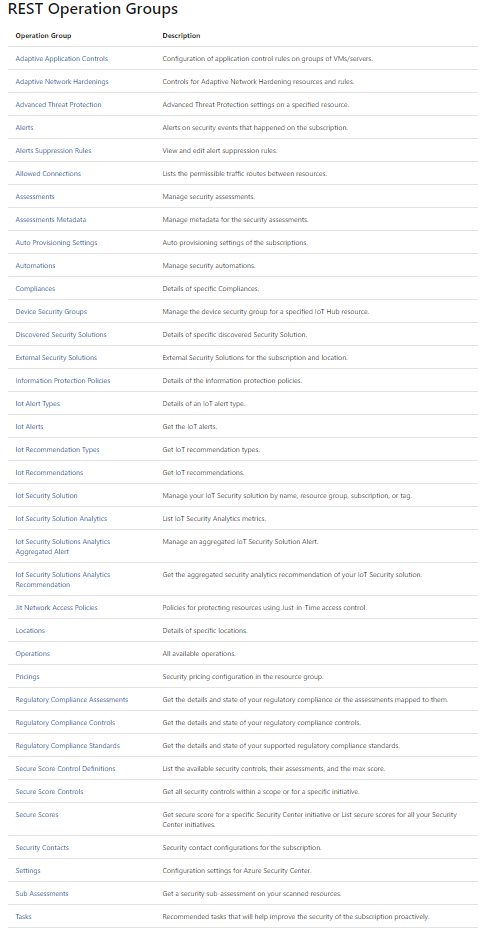 REST Operation Groups
Operation Group Description
Adaptive Application Controls Configuration of application control rules on groups of VMs/servers.
Adaptive Network Hardenings Controls for Adaptive Network Hardening resources and rules.
Advanced Threat Protection Advanced Threat Protection settings on a specified resource.
Alerts Alerts on security events that happened on the subscription.
Alerts Suppression Rules View and edit alert suppression rules.
Allowed Connections Lists the permissible traffic routes between resources.
Assessments Manage security assessments.
Assessments Metadata Manage metadata for the security assessments.
Auto Provisioning Settings Auto provisioning settings of the subscriptions.
Automations Manage security automations.
Compliances Details of specific Compliances.
Device Security Groups Manage the device security group for a specified IoT Hub resource.
Discovered Security Solutions Details of specific discovered Security Solution.
External Security Solutions External Security Solutions for the subscription and location.
Information Protection Policies Details of the information protection policies.
Iot Alert Types Details of an IoT alert type.
Iot Alerts Get the IoT alerts.
Iot Recommendation Types Get IoT recommendation types.
Iot Recommendations Get IoT recommendations.
Iot Security Solution Manage your IoT Security solution by name, resource group, subscription, or tag.
Iot Security Solution Analytics List IoT Security Analytics metrics.
Iot Security Solutions Analytics Manage an aggregated IoT Security Solution Alert.
Aggregated Alert
Iot Security Solutions Analytics Get the aggregated security analytics recommendation of your IoT Security solution.
Recommendation
Jit Network Access Policies Policies for protecting resources using Just-in-Time access control.
Locations Details of specific locations.
Operations All available operations.
Pricings Security pricing configuration in the resource group.
Regulatory Compliance Assessments Get the details and state of your regulatory compliance or the assessments mapped to them.
Regulatory Compliance Controls Get the details and state of your regulatory compliance controls.
Regulatory Compliance Standards Get the details and state of your supported regulatory compliance standards.
Secure Score Control Definitions List the available security controls, their assessments, and the max score.
Secure Score Controls Get all security controls within a scope or for a specific initiative.
Secure Scores Get secure score for a specific Security Center initiative or List secure scores for all your Security
Center initiatives.
Security Contacts Security contact configurations for the subscription.
Settings Configuration settings for Azure Security Center.
Sub Assessments Get a security sub-assessment on your scanned resources.
Tasks Recommended tasks that will help improve the security of the subscription proactively.